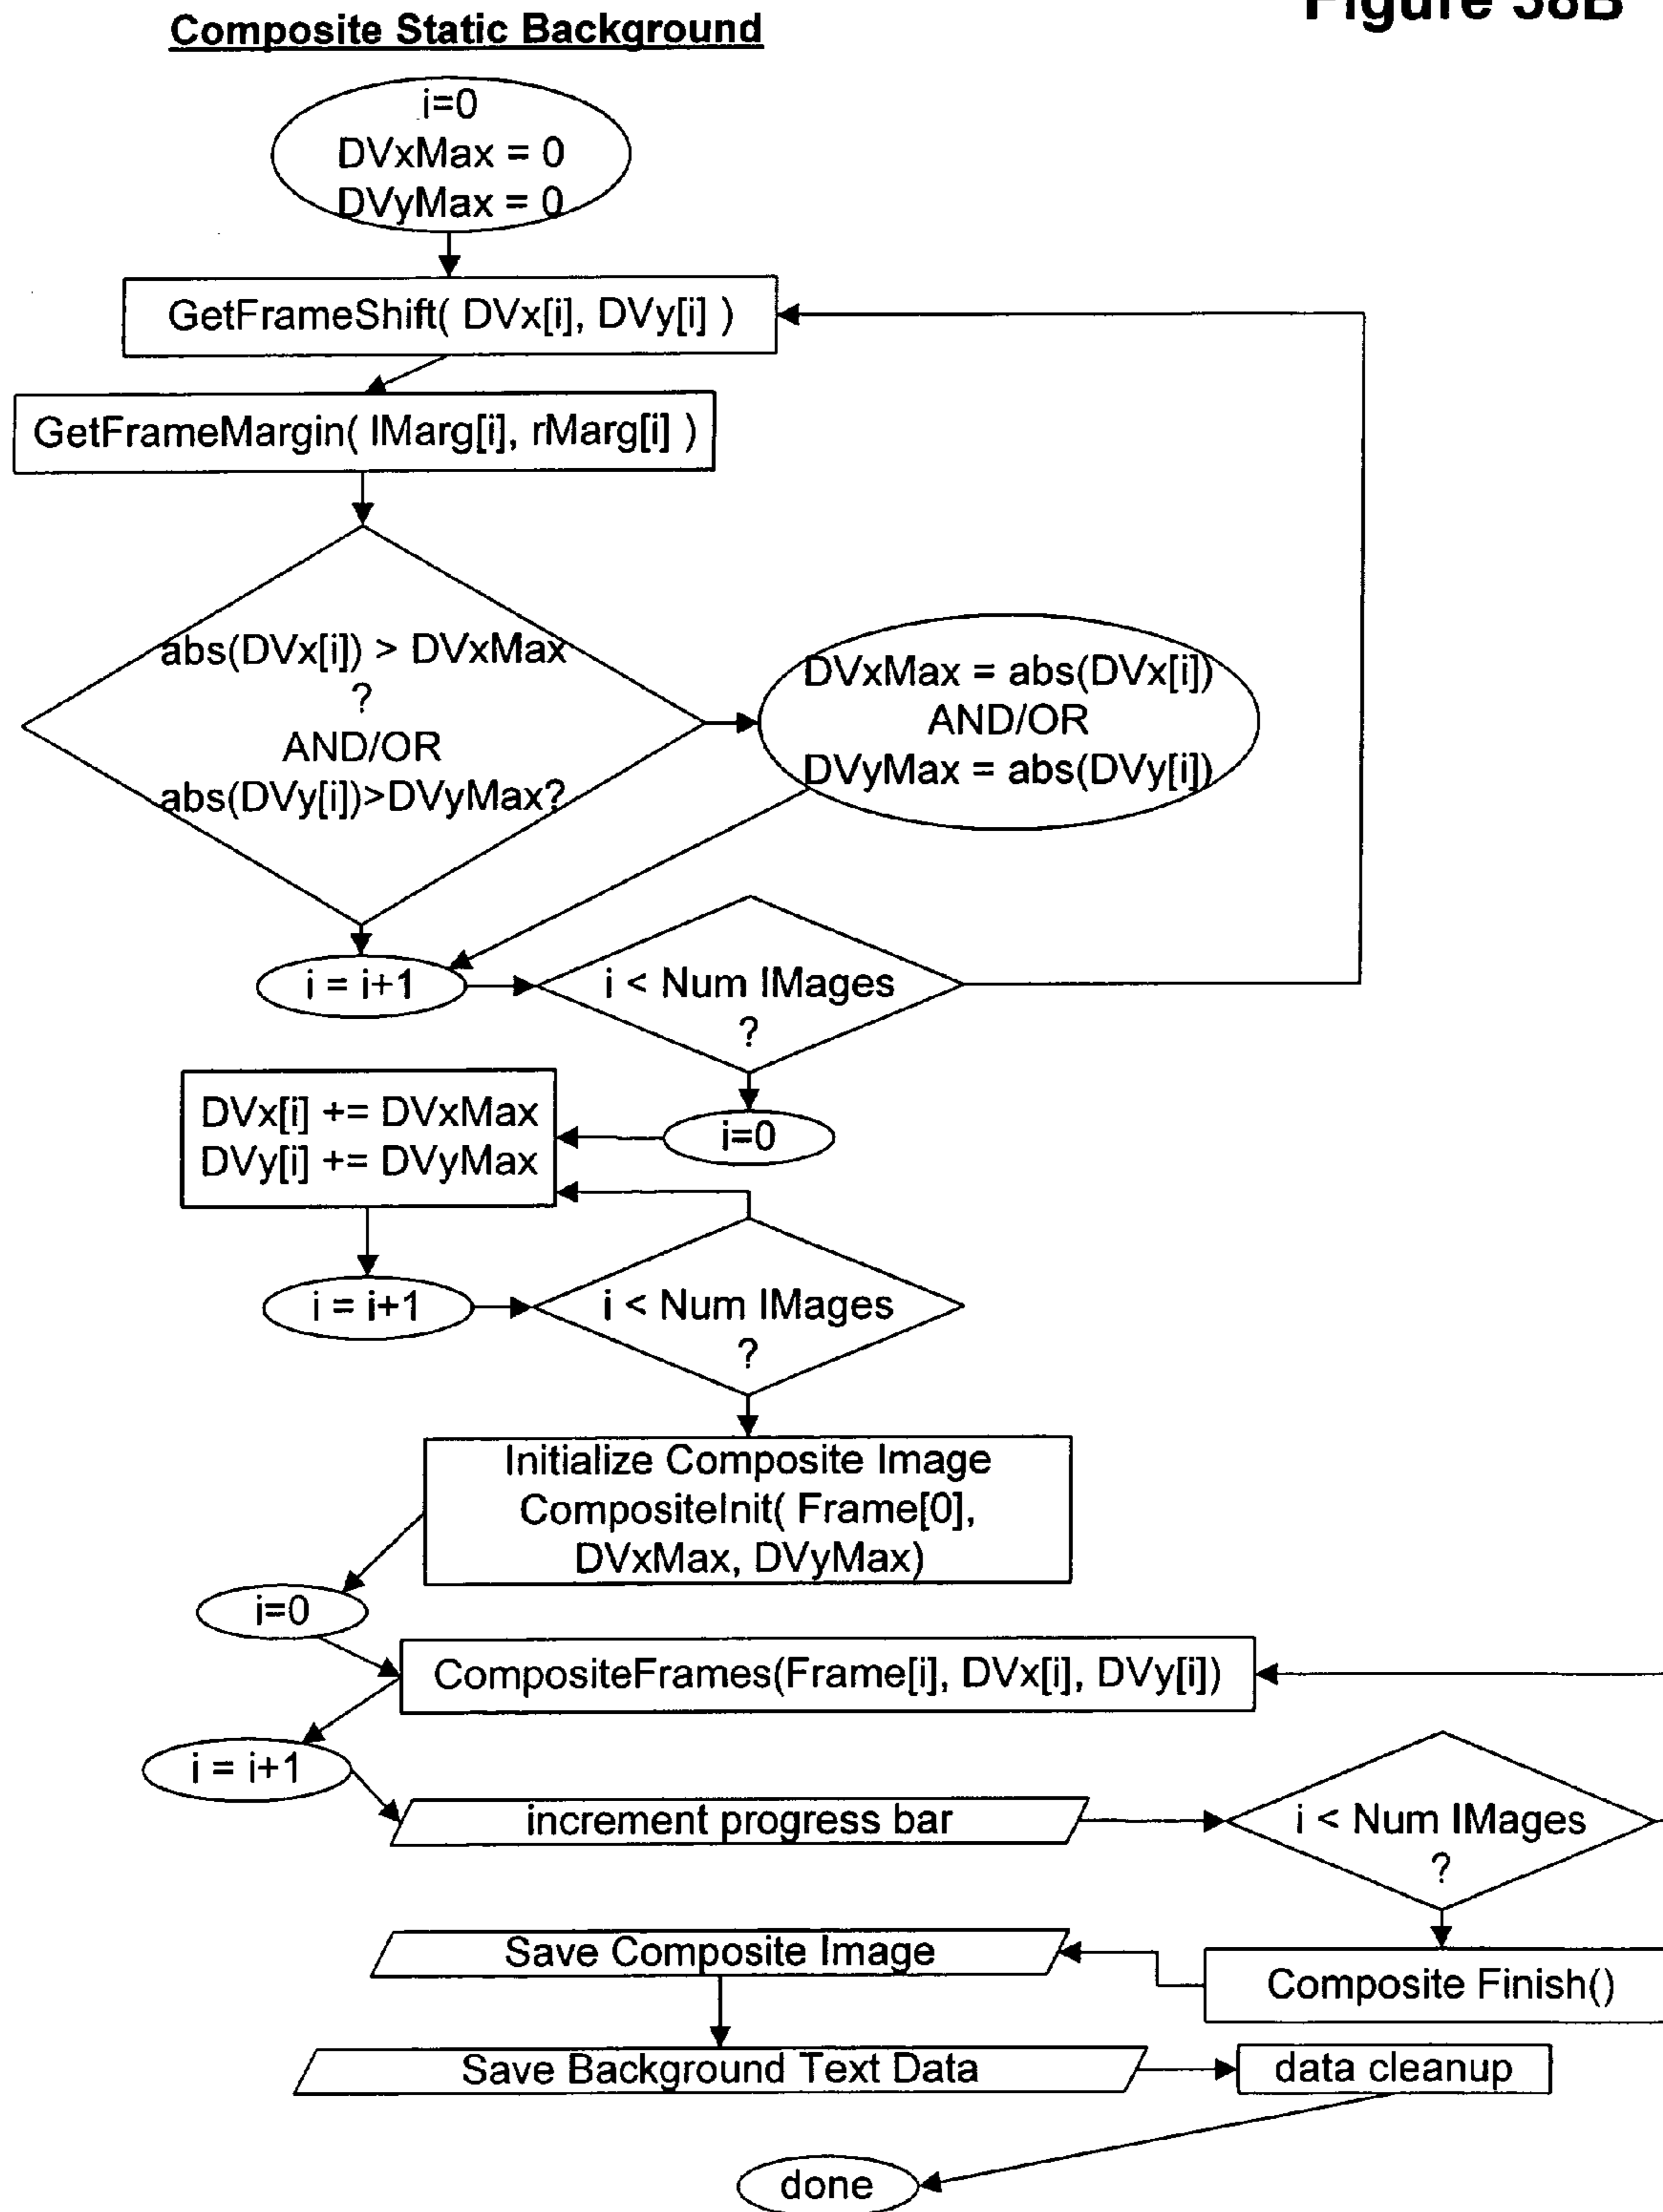 Figure 38B
Composite Static Background
i=0
DVxMax = 0
DVyMax = 0
GetFrameShift( DVx[i], DVy[i] )
GetFrameMargin( lMarg[i], rMarg[i] )
abs(DVx[i]) > DVxMax
?
AND/OR
abs(DVy[i])>DVyMax?
DVxMax = abs(DVx[i])
AND/OR
DVyMax = abs(DVy[i])
i = i+1
i < Num IMages
?
i=0
DVx[i] += DVxMax
DVy[i] += DVyMax
i = i+1
i < Num IMages
?
Initialize Composite Image
CompositeInit( Frame[0],
DVxMax, DVyMax)
i=0
CompositeFrames(Frame[i], DVx[i], DVy[i])
i = i+1
increment progress bar
i < Num IMages
?
Composite Finish()
Save Composite Image
Save Background Text Data
data cleanup
done